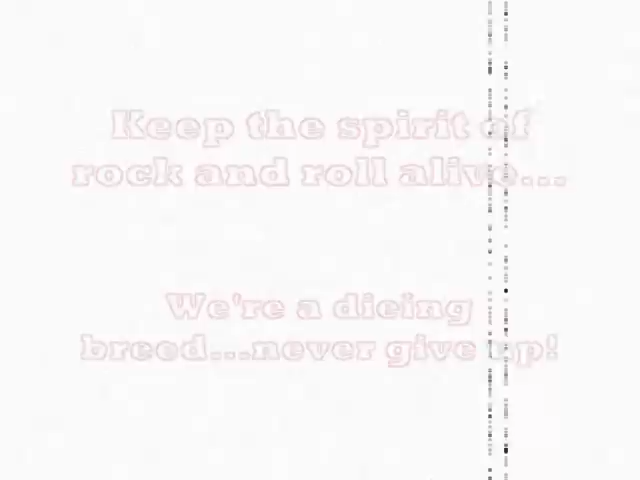 Keep the spirit of
rock and roll alive...
We're a dieing
breed...never give up!